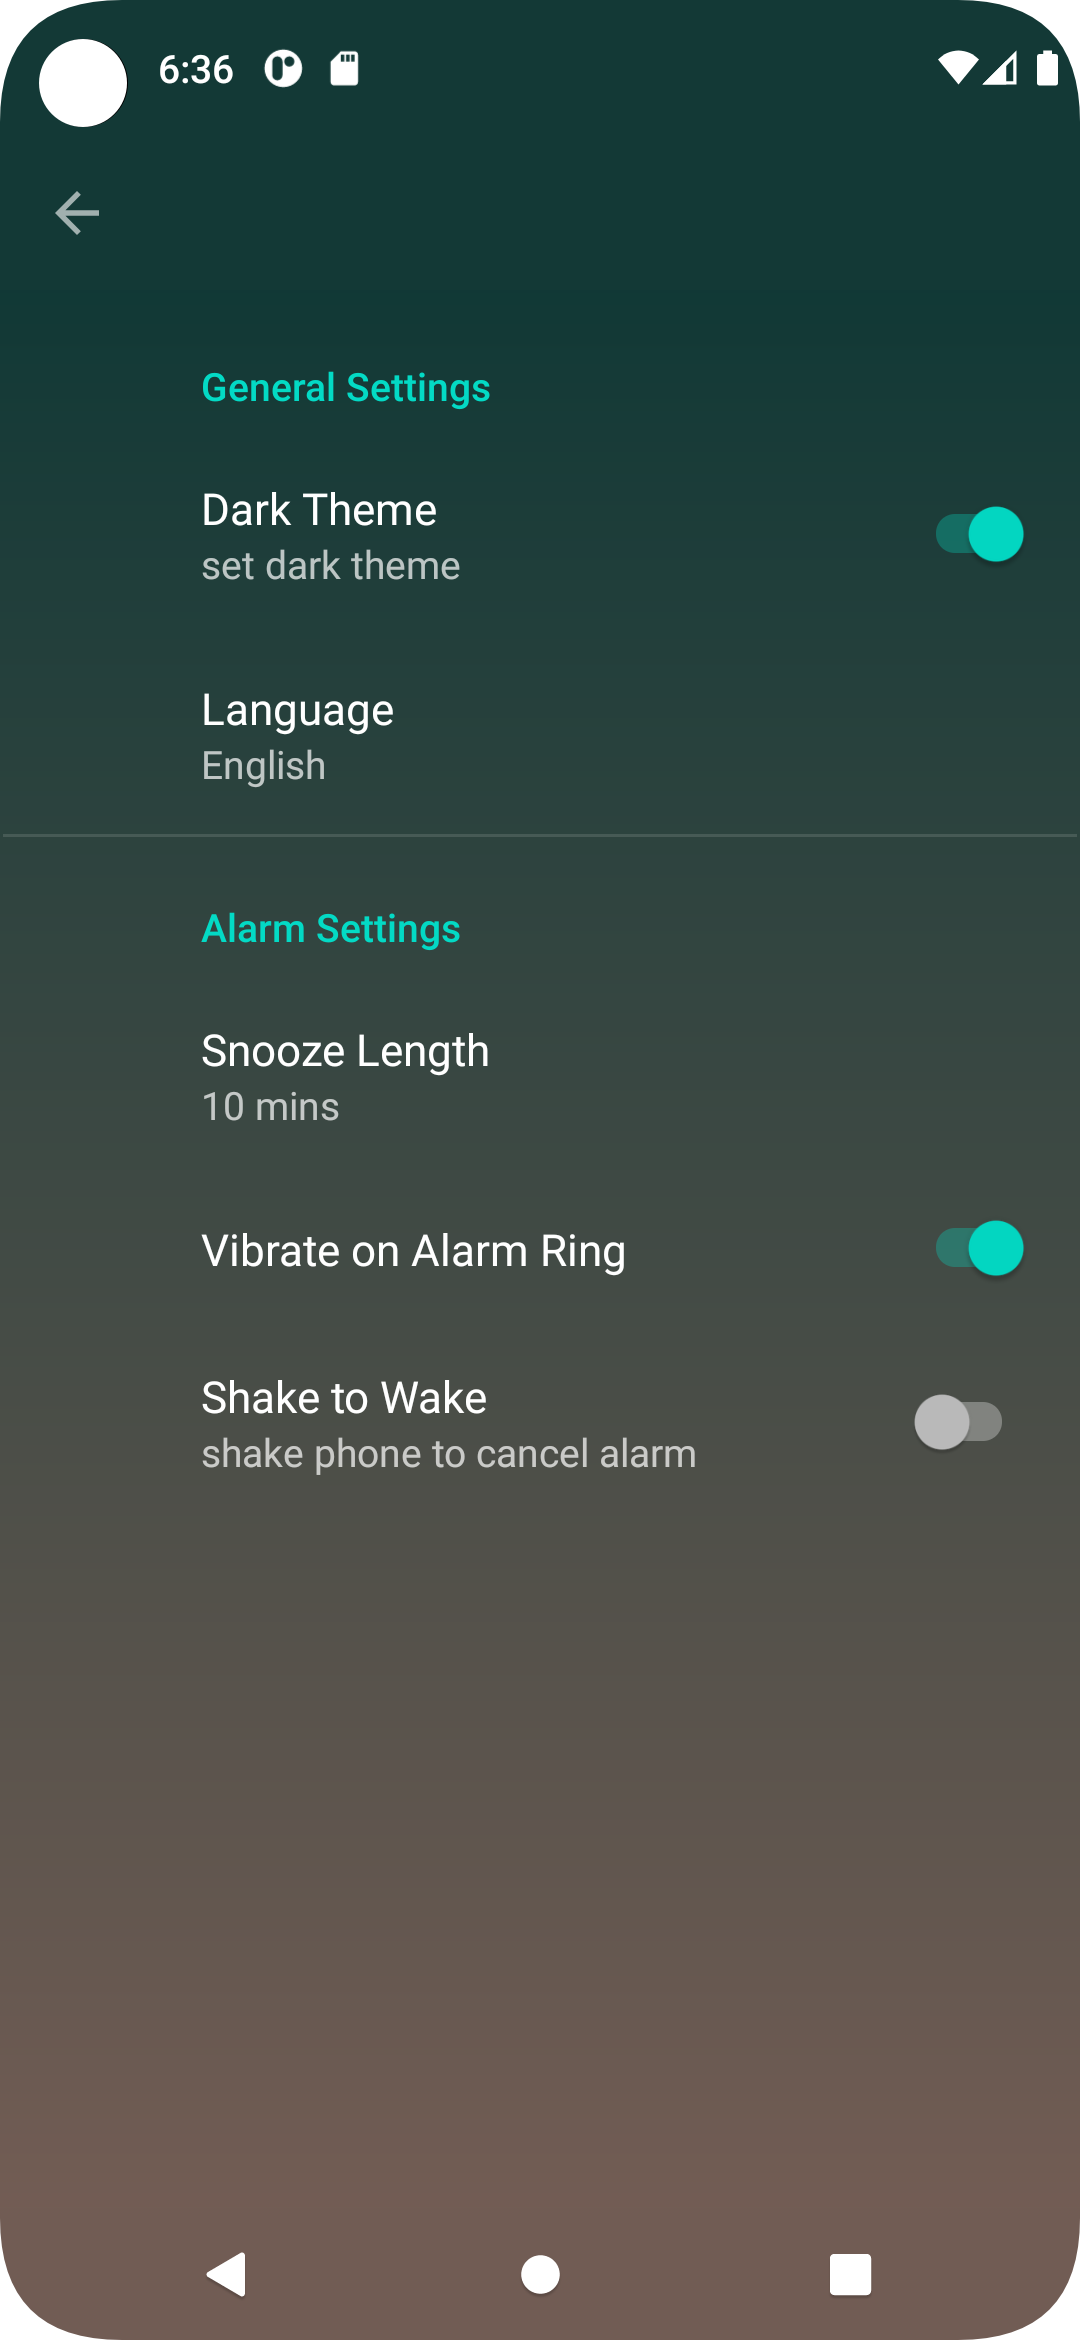 6:36
General Settings
Dark Theme
set dark theme
Language
English
Alarm Settings
Snooze Length
10 mins
Vibrate on Alarm Ring
Shake to Wake
shake phone to cancel alarm